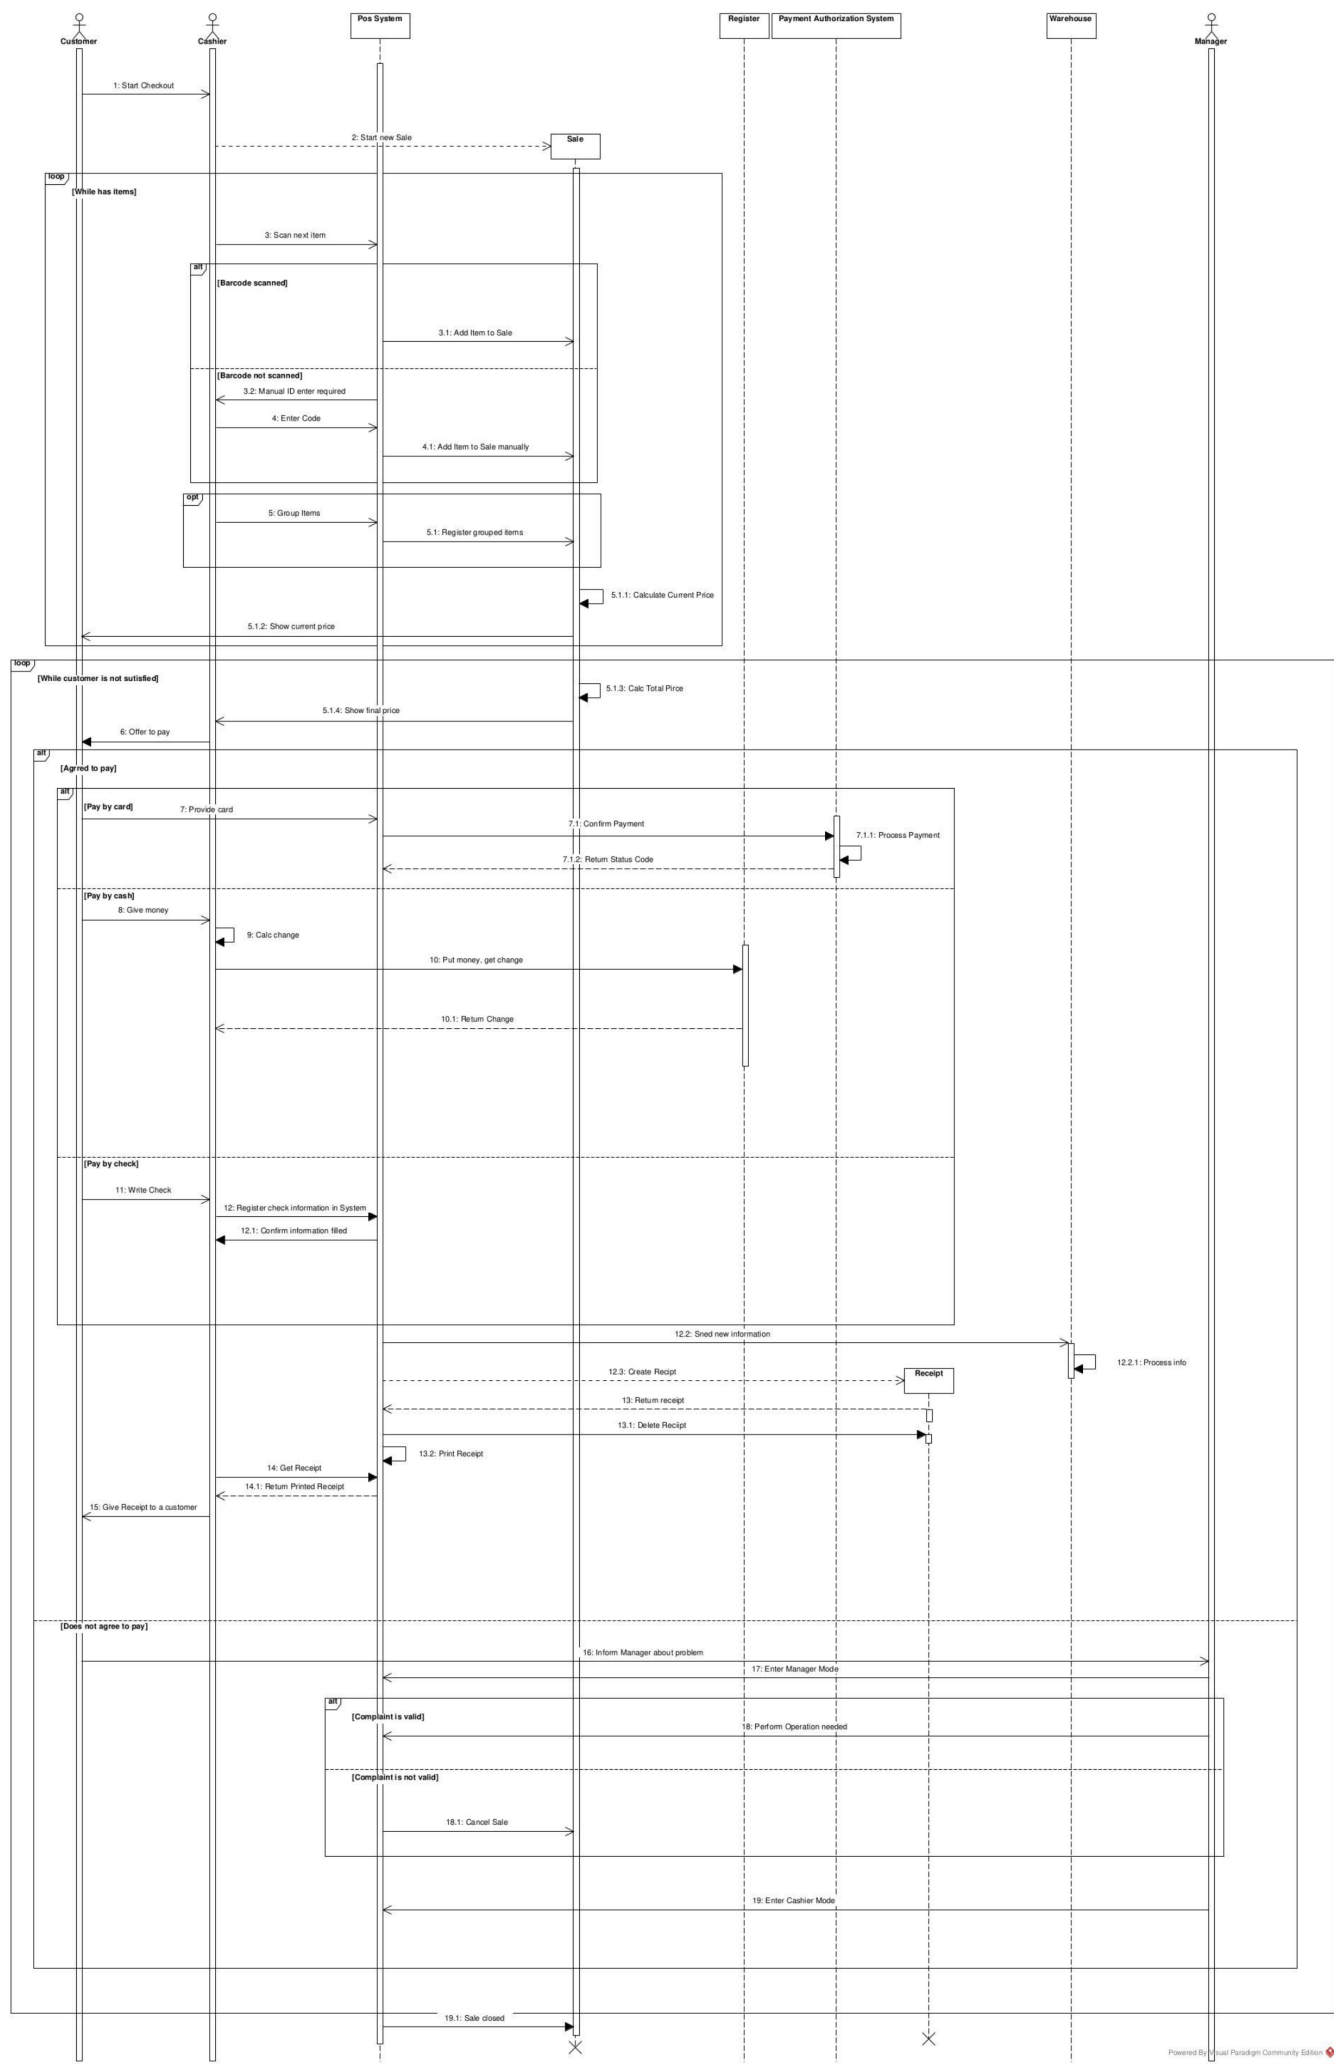 Pos System
Register
Payment Authorization System
Warehouse
Customer
Cashier
Manager
1: Start Checkout
2: Start new Sale
Sale
loop
[While has items]
3: Scan next item
alt
[Barcode scanned]
3.1: Add Item to Sale
[Barcode not scanned]
3.2: Manual ID enter required
4: Enter Code
4.1: Add Item to Sale manually
opt
5: Group Items
5.1: Register grouped items
5.1.1: Calculate Current Price
5.1.2: Show current price
loop
[While customer is not sutisfied]
5.1.3: Calc Total Pirce
5.1.4: Show final price
6: Offer to pay
alt
[Agrred to pay]
alt
[Pay by card]
7: Provide card
7.1: Confirm Payment
7.1.1: Process Payment
7.1.2: Return Status Code
[Pay by cash]
8: Give money
9: Calc change
10: Put money, get change
10.1: Return Change
[Pay by check]
11: Write Check
12: Register check information in System
12.1: Confirm information filled
12.2: Sned new information
12.2.1: Process info
12.3: Create Recipt
Receipt
13: Return receipt
13.1: Delete Reciipt
13.2: Print Receipt
14: Get Receipt
14.1: Return Printed Receipt
15: Give Receipt to a customer
[Does not agree to pay]
16: Inform Manager about problem
17: Enter Manager Mode
alt
[Complaint is valid]
18: Perform Operation needed
[Complaint is not valid]
18.1: Cancel Sale
19: Enter Cashier Mode
19.1: Sale closed
Powered By Visual Paradigm Community Edition